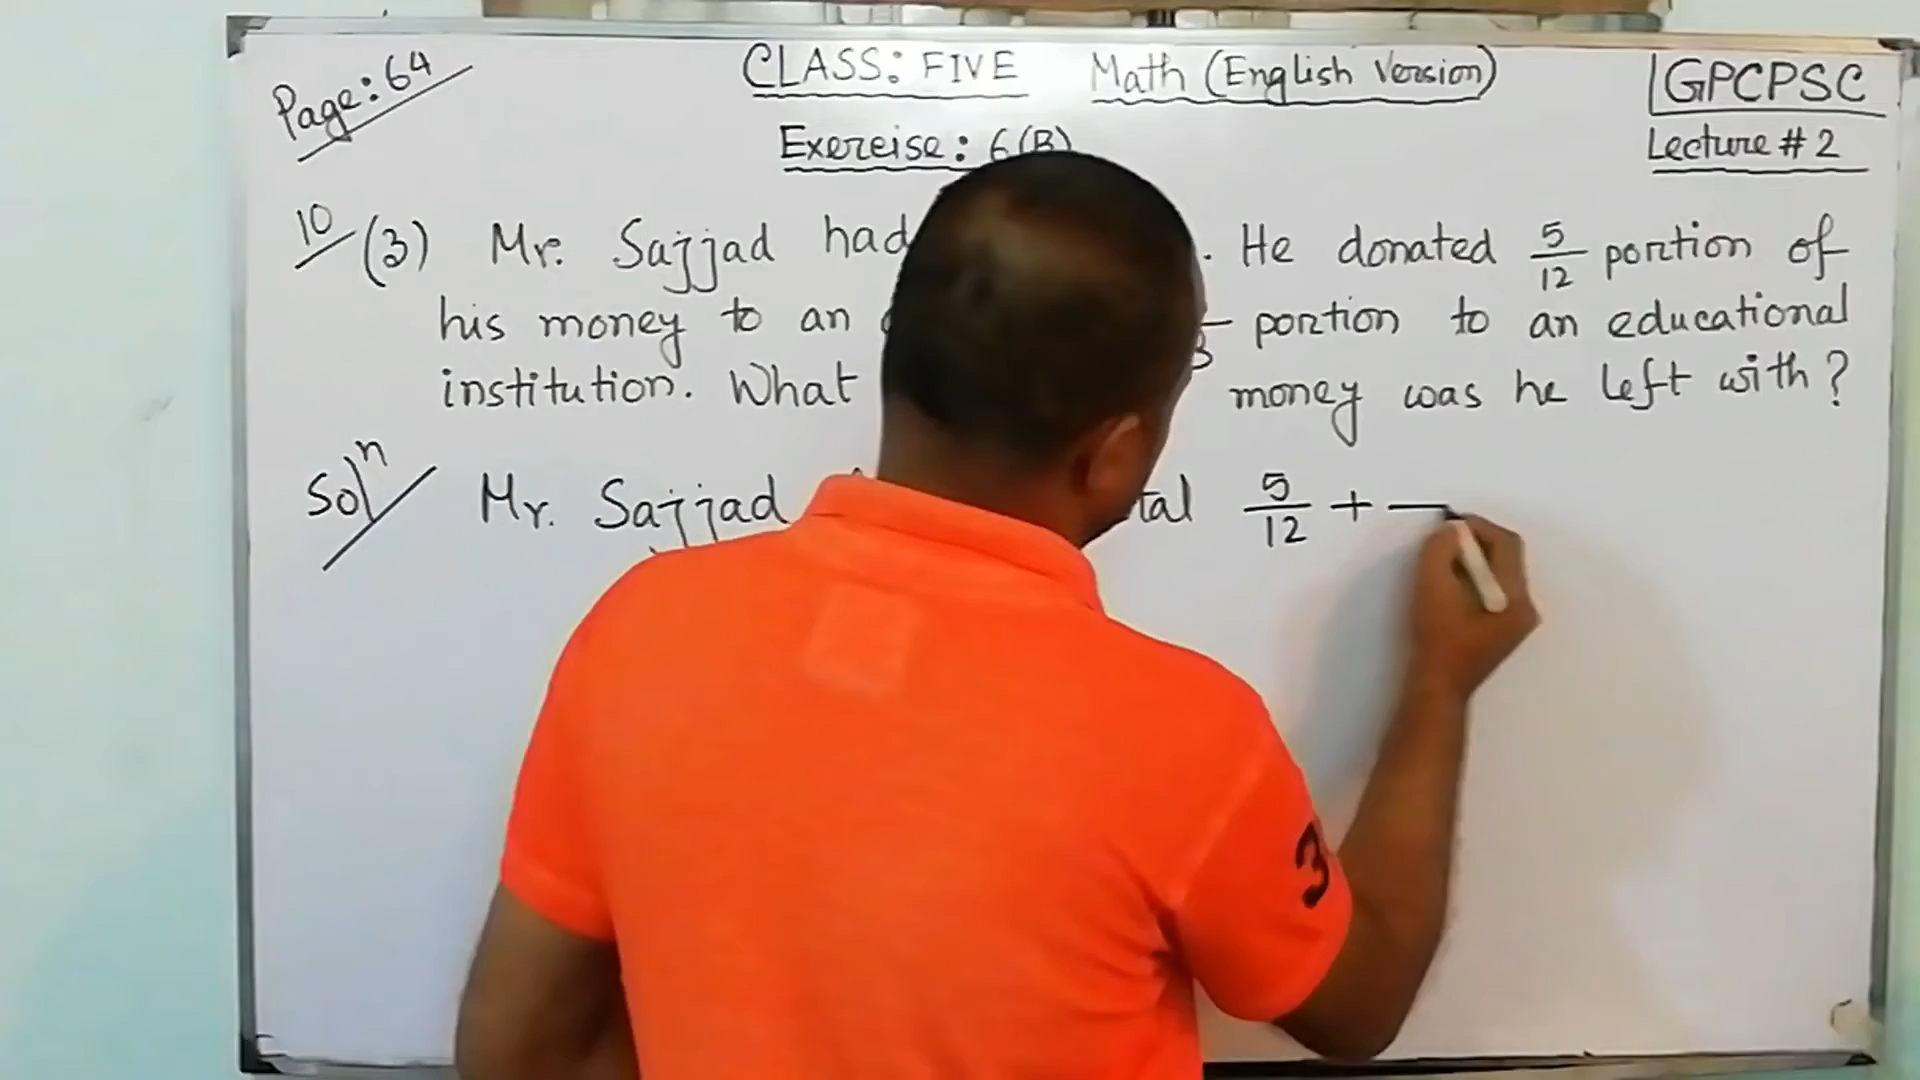 Page: 64
CLASS: FIVE Math (English Version)
GPCPSC
Exercise: 6(B)
Lecture # 2
10 (3) Mr. Sajjad had . He donated 5/12 portion of
his money to an portion to an educational
institution. What money was he left with?
Solⁿ Mr. Sajjad 5/12 + —
3